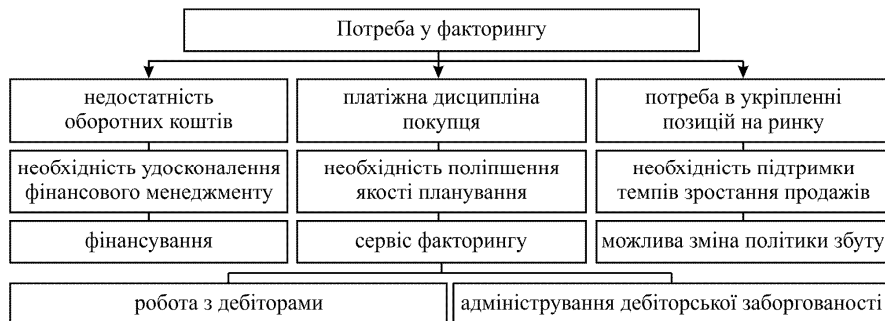 Потреба у факторингу
недостатність
оборотних коштів
платіжна дисципліна
покупця
потреба в укріпленні
позицій на ринку
необхідність удосконалення
фінансового менеджменту
необхідність поліпшення
якості планування
необхідність підтримки
темпів зростання продажів
фінансування
сервіс факторингу
можлива зміна політики збуту
робота з дебіторами
адміністрування дебіторської заборгованості